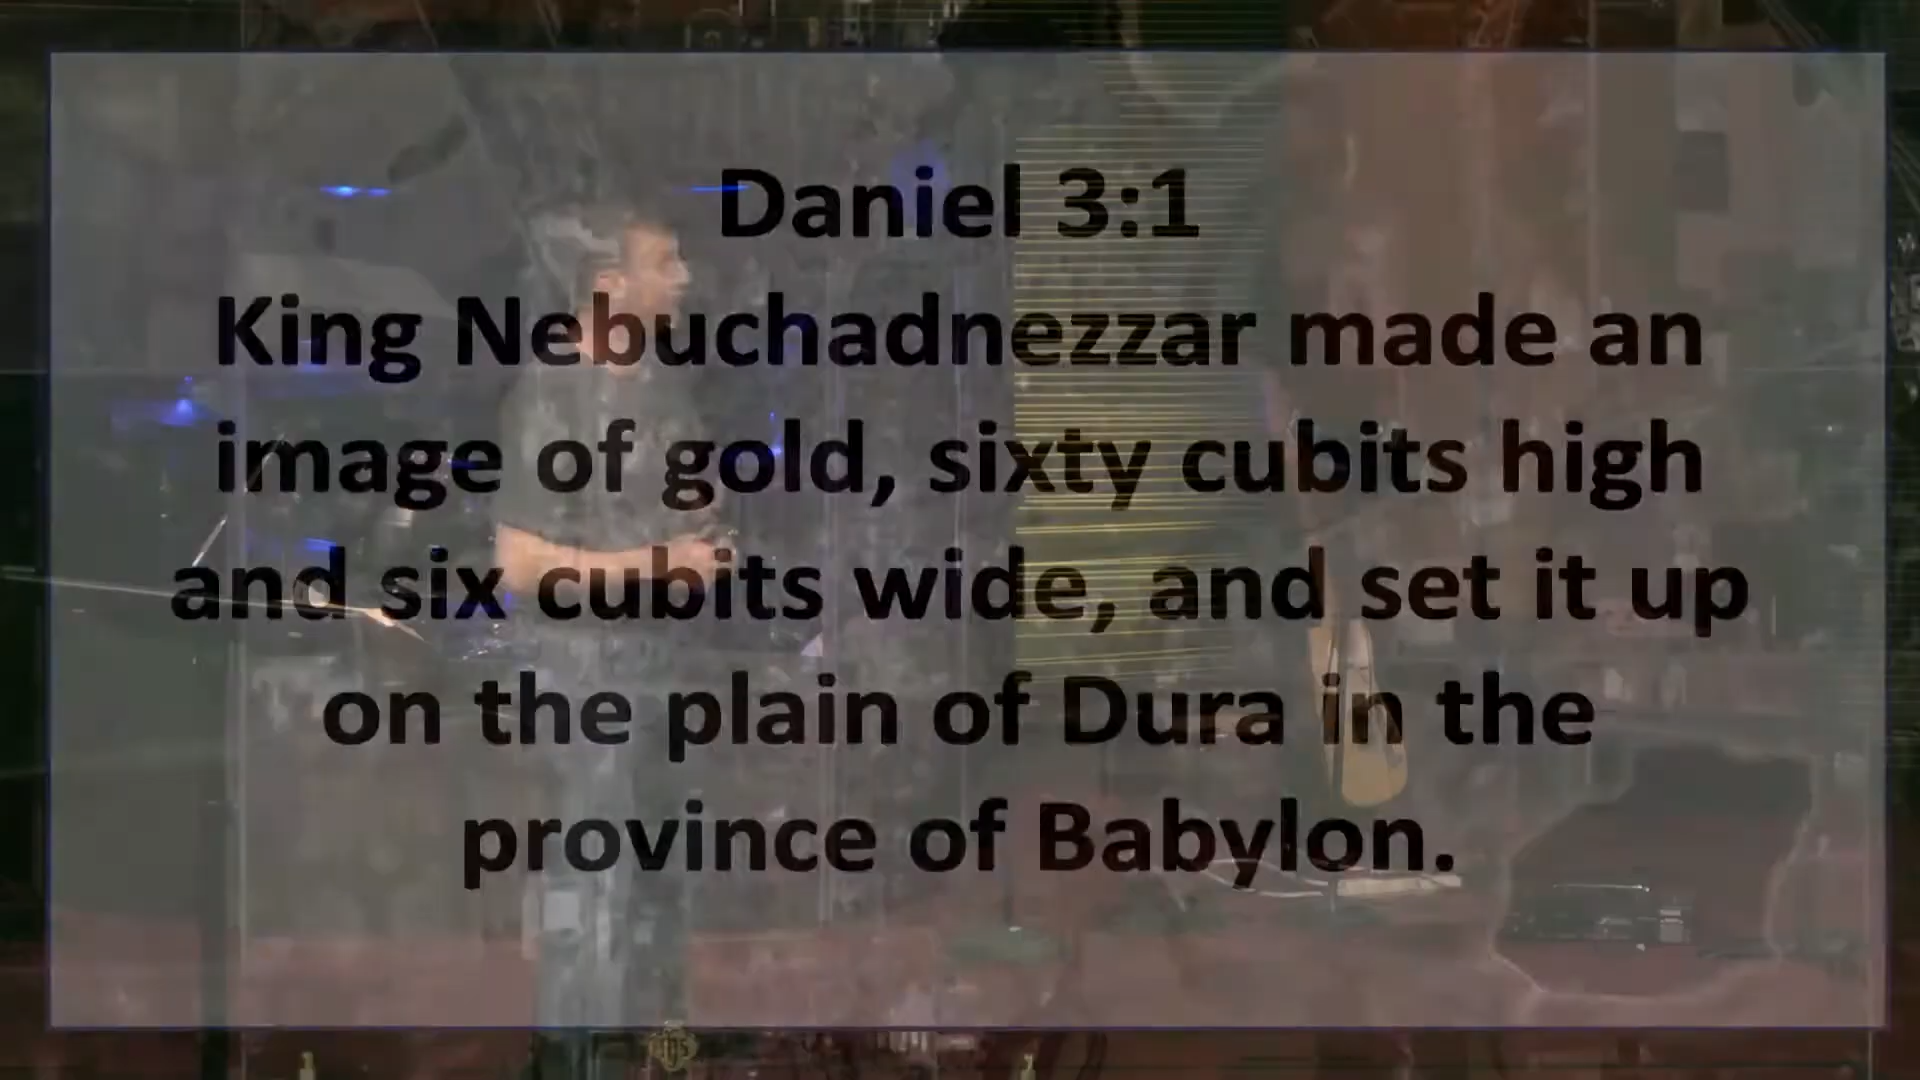 Daniel 3:1
King Nebuchadnezzar made an
image of gold, sixty cubits high
and six cubits wide, and set it up
on the plain of Dura in the
province of Babylon.